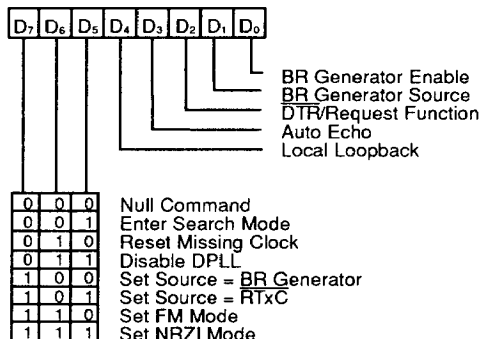 D7 D6 D5 D4 D3 D2 D1 D0
BR Generator Enable
BR Generator Source
DTR/Request Function
Auto Echo
Local Loopback
0 0 0 Null Command
0 0 1 Enter Search Mode
0 1 0 Reset Missing Clock
0 1 1 Disable DPLL
1 0 0 Set Source = BR Generator
1 0 1 Set Source = RTxC
1 1 0 Set FM Mode
1 1 1 Set NRZI Mode